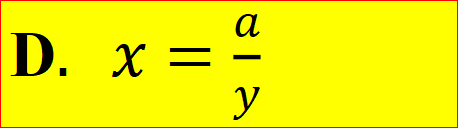 D. x = a/y